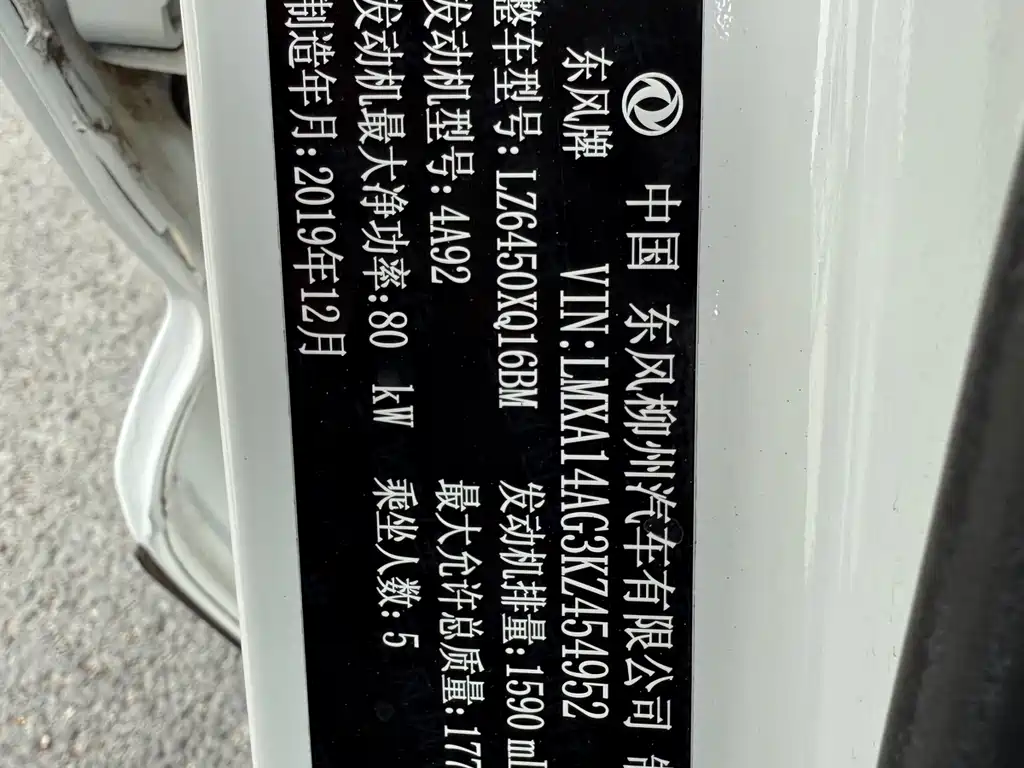 中国 东风柳州汽车有限公司 制
东风牌 VIN:LMXA14AG3KZ454952
整车型号:LZ6450XQ16BM 发动机排量:1590 ml
发动机型号:4A92 最大允许总质量:177
发动机最大净功率:80 kW 乘坐人数:5
制造年月:2019年12月